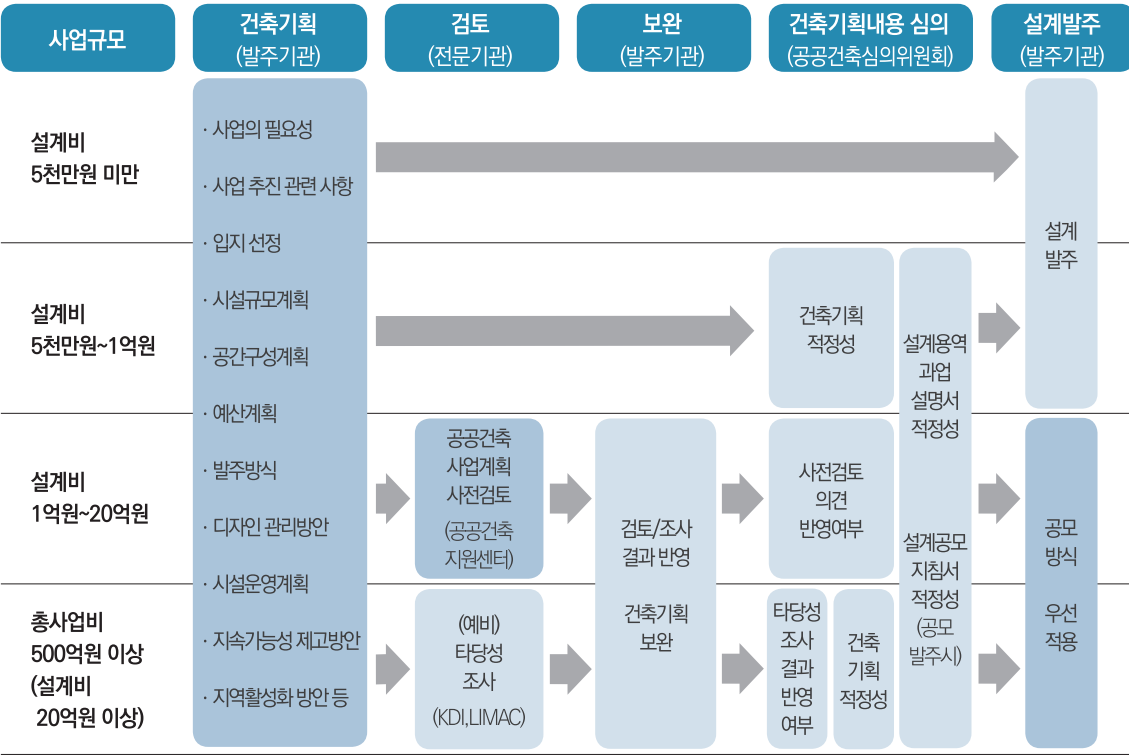 사업규모
건축기획
(발주기관)
검토
(전문기관)
보완
(발주기관)
건축기획내용 심의
(공공건축심의위원회)
설계발주
(발주기관)
설계비
5천만원 미만
설계비
5천만원~1억원
설계비
1억원~20억원
총사업비
500억원 이상
(설계비
20억원 이상)
· 사업의 필요성
· 사업 추진 관련 사항
· 입지 선정
· 시설규모계획
· 공간구성계획
· 예산계획
· 발주방식
· 디자인 관리방안
· 시설운영계획
· 지속가능성 제고방안
· 지역활성화 방안 등
공공건축
사업계획
사전검토
(공공건축
지원센터)
(예비)
타당성
조사
(KDI,LIMAC)
검토/조사
결과 반영
건축기획
보완
건축기획
적정성
사전검토
의견
반영여부
타당성
조사
결과
반영
여부
건축
기획
적정성
설계용역
과업
설명서
적정성
설계공모
지침서
적정성
(공모
발주시)
설계
발주
공모
방식
우선
적용